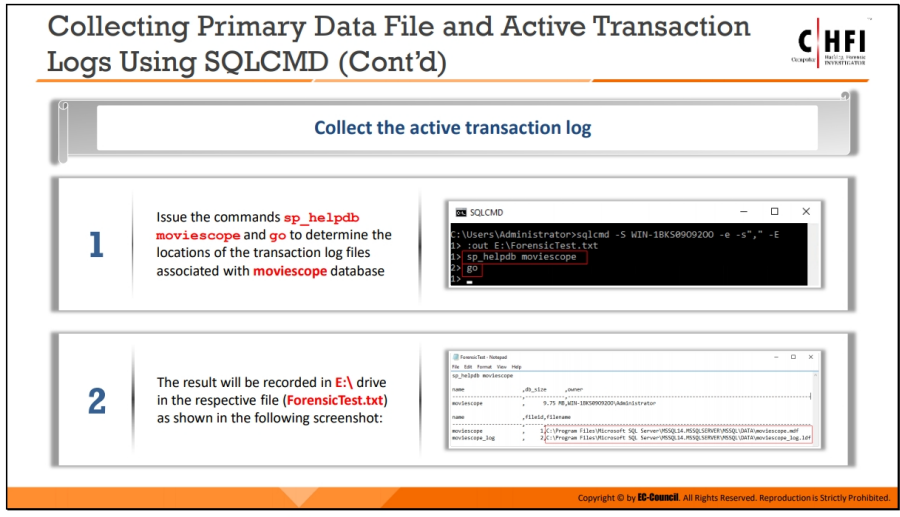 Collecting Primary Data File and Active Transaction
Logs Using SQLCMD (Cont'd)
C HFI
Computer Hacking Forensic
INVESTIGATOR
Collect the active transaction log
1
Issue the commands sp_helpdb
moviescope and go to determine the
locations of the transaction log files
associated with moviescope database
SQLCMD
C:\Users\Administrator>sqlcmd -S WIN-1BKS0909200 -e -s"," -E
1> :out E:\ForensicTest.txt
1> sp_helpdb moviescope
2> go
1>
2
The result will be recorded in E:\ drive
in the respective file (ForensicTest.txt)
as shown in the following screenshot:
ForensicTest - Notepad
File Edit Format View Help
sp_helpdb moviescope
name ,db_size ,owner
moviescope , 9.75 MB,WIN-1BKS0909200\Administrator
name ,fileid,filename
moviescope , 1,C:\Program Files\Microsoft SQL Server\MSSQL14.MSSQLSERVER\MSSQL\DATA\moviescope.mdf
moviescope_log , 2,C:\Program Files\Microsoft SQL Server\MSSQL14.MSSQLSERVER\MSSQL\DATA\moviescope_log.ldf
Copyright © by EC-Council. All Rights Reserved. Reproduction is Strictly Prohibited.